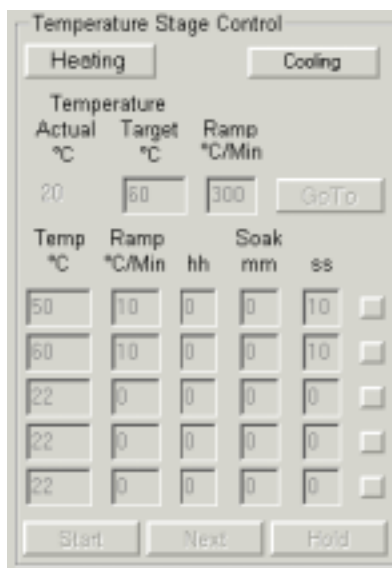 Temperature Stage Control
Heating Cooling
Temperature
Actual Target Ramp
°C °C °C/Min
20 60 300 GoTo
Temp Ramp Soak
°C °C/Min hh mm ss
50 10 0 0 10
60 10 0 0 10
22 0 0 0 0
22 0 0 0 0
22 0 0 0 0
Start Next Hold